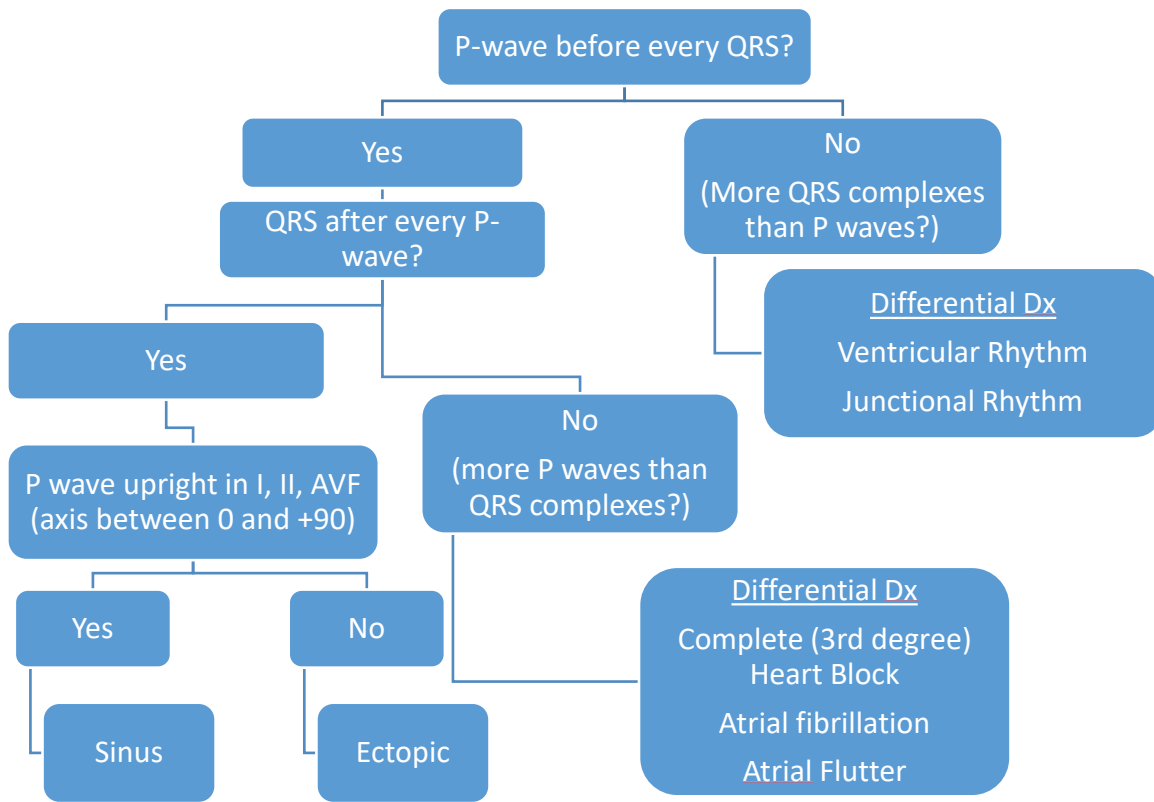 P-wave before every QRS?
Yes
No
(More QRS complexes
than P waves?)
QRS after every P-
wave?
Differential Dx
Ventricular Rhythm
Junctional Rhythm
Yes
No
(more P waves than
QRS complexes?)
P wave upright in I, II, AVF
(axis between 0 and +90)
Differential Dx
Complete (3rd degree)
Heart Block
Atrial fibrillation
Atrial Flutter
Yes
No
Sinus
Ectopic